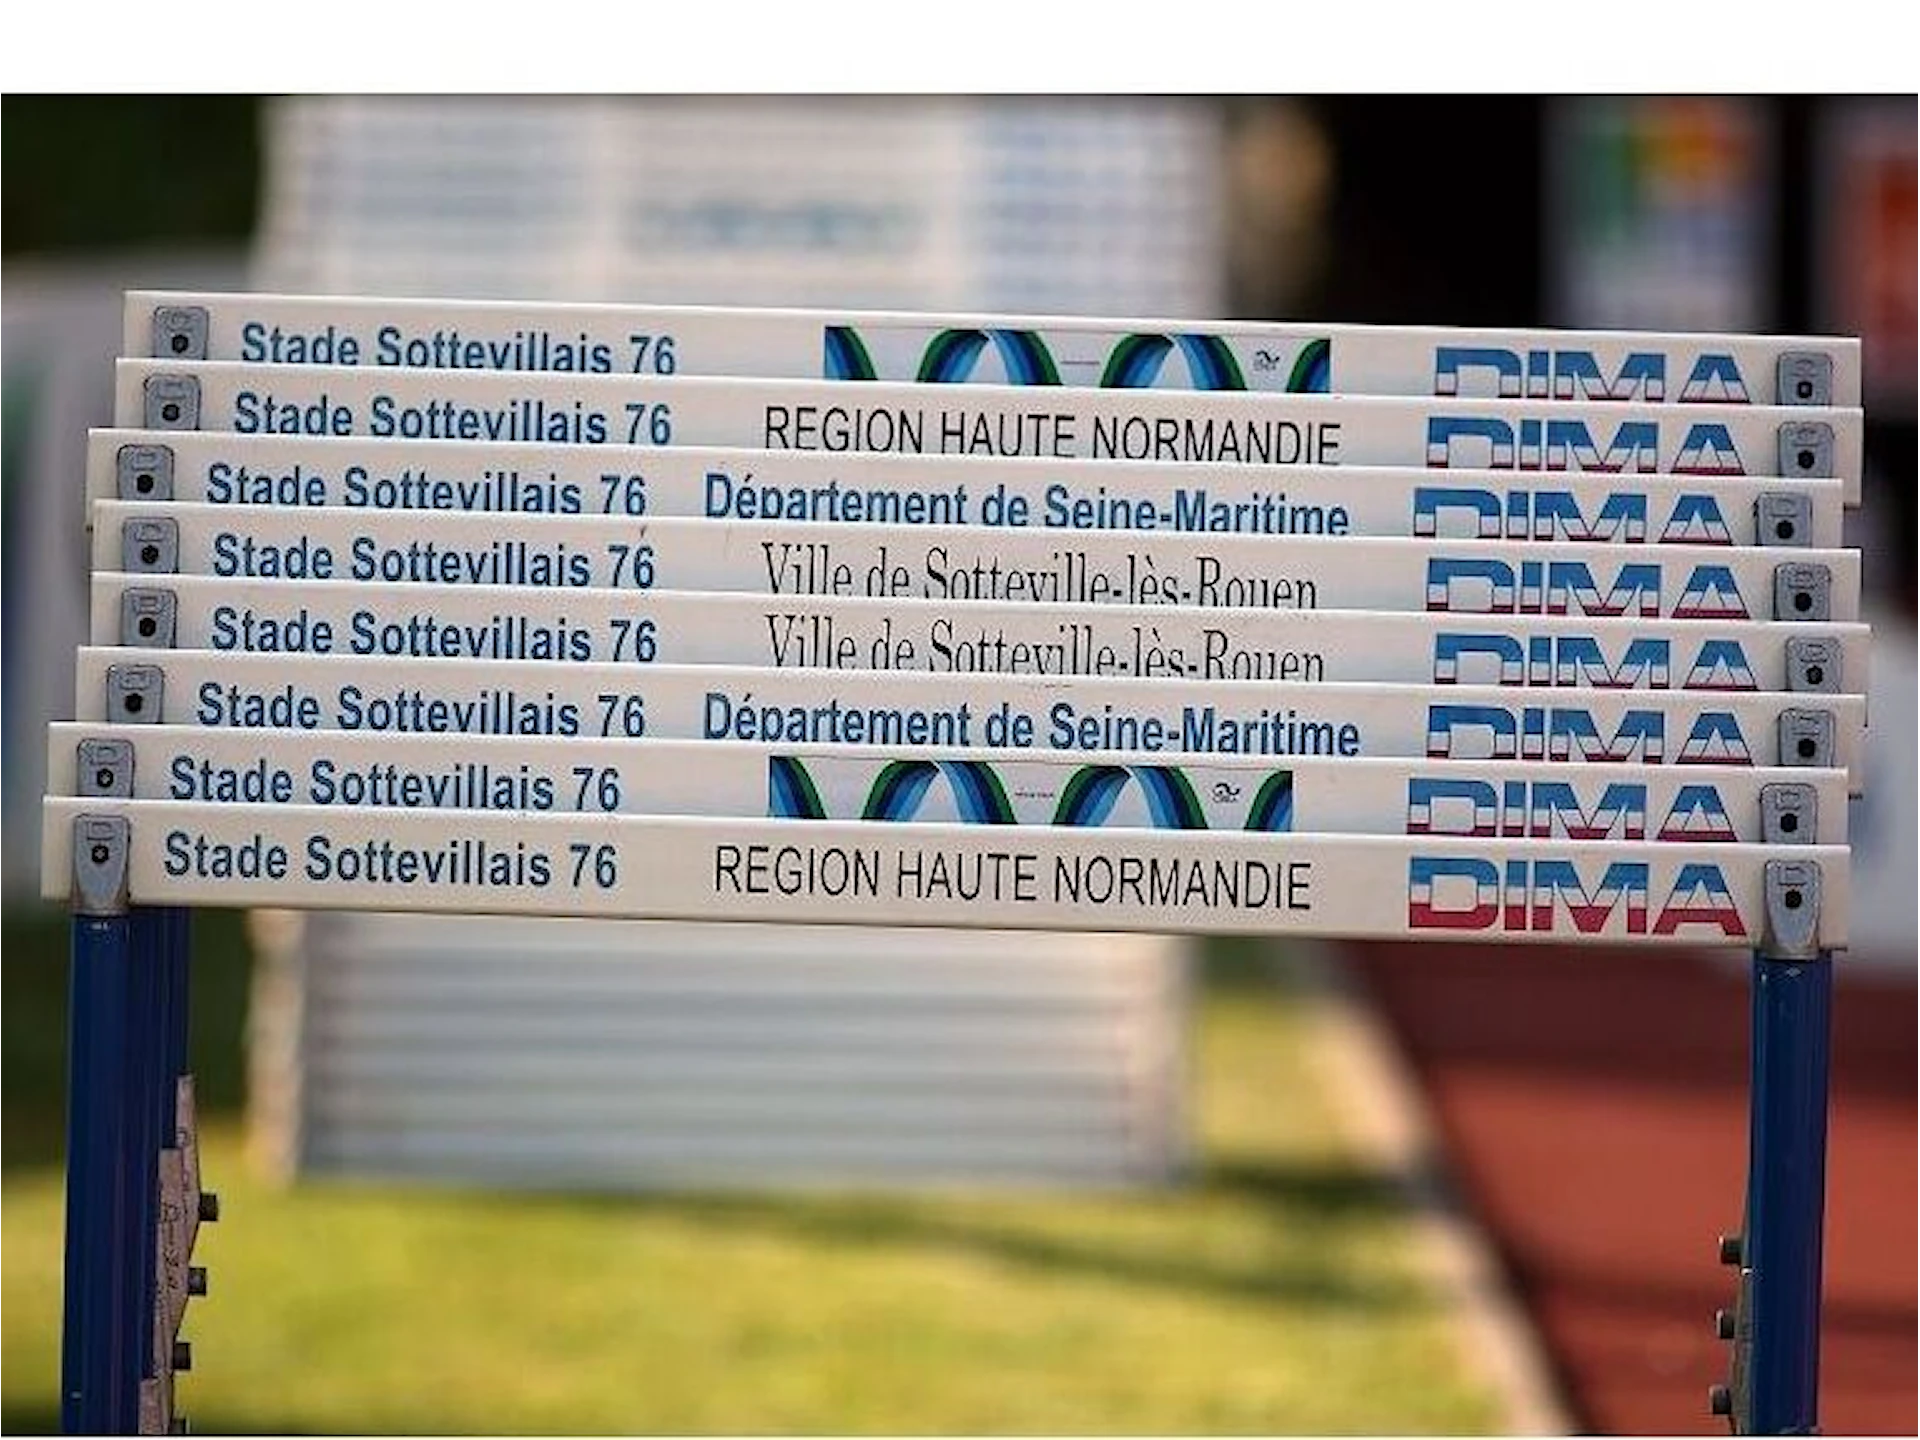 Stade Sottevillais 76 DIMA
Stade Sottevillais 76 REGION HAUTE NORMANDIE DIMA
Stade Sottevillais 76 Département de Seine-Maritime DIMA
Stade Sottevillais 76 Ville de Sotteville-lès-Rouen DIMA
Stade Sottevillais 76 Ville de Sotteville-lès-Rouen DIMA
Stade Sottevillais 76 Département de Seine-Maritime DIMA
Stade Sottevillais 76 DIMA
Stade Sottevillais 76 REGION HAUTE NORMANDIE DIMA